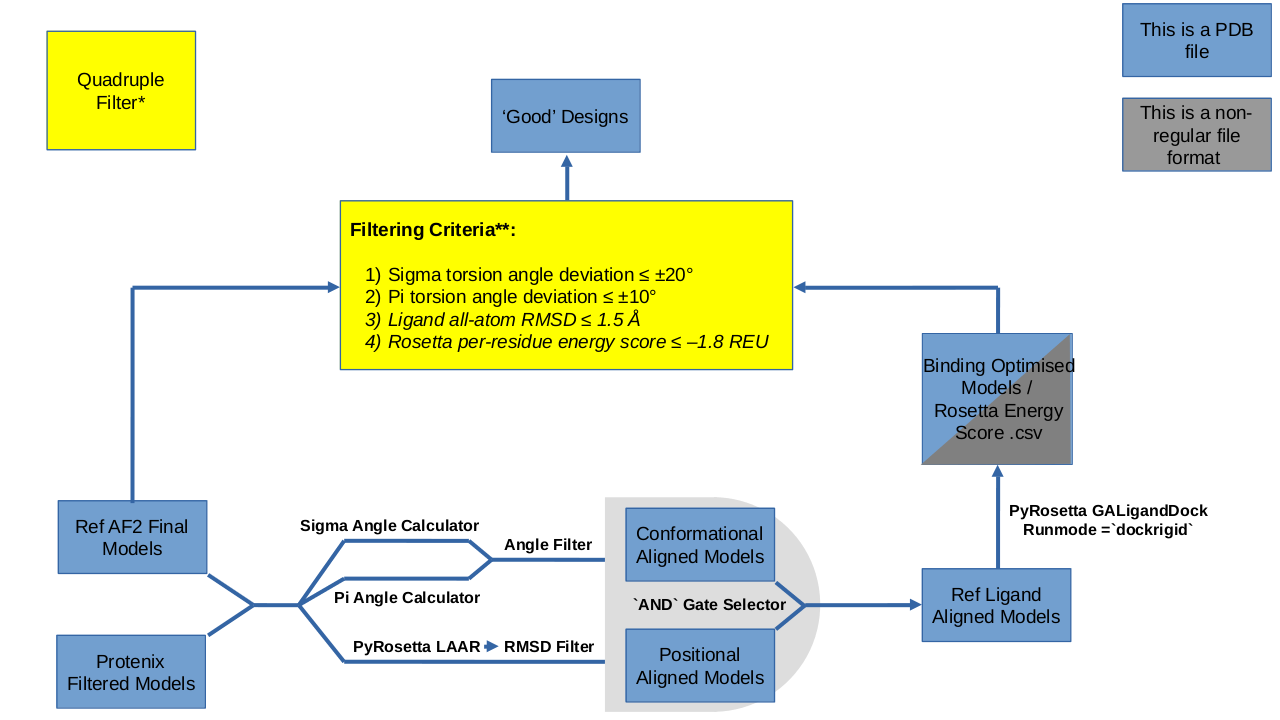 Quadruple
Filter*
This is a PDB
file
This is a non-
regular file
format
‘Good’ Designs
Filtering Criteria**:
1) Sigma torsion angle deviation ≤ ±20°
2) Pi torsion angle deviation ≤ ±10°
3) Ligand all-atom RMSD ≤ 1.5 Å
4) Rosetta per-residue energy score ≤ –1.8 REU
Binding Optimised
Models /
Rosetta Energy
Score .csv
Ref AF2 Final
Models
Sigma Angle Calculator
Angle Filter
Pi Angle Calculator
PyRosetta LAAR
RMSD Filter
Conformational
Aligned Models
`AND` Gate Selector
Positional
Aligned Models
PyRosetta GALigandDock
Runmode =`dockrigid`
Ref Ligand
Aligned Models
Protenix
Filtered Models